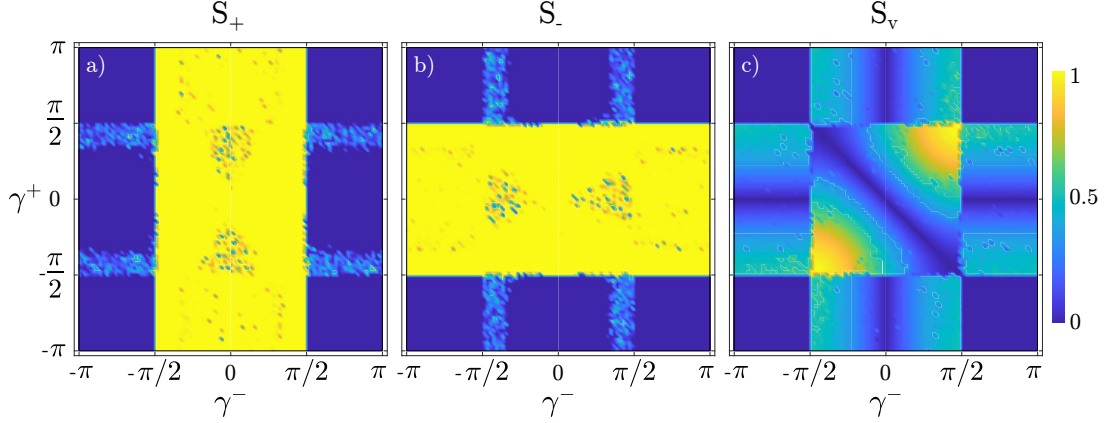 S₊ S₋ Sᵥ
a) b) c)
π
π/2
γ⁺ 0
-π/2
-π
-π -π/2 0 π/2 π -π -π/2 0 π/2 π -π -π/2 0 π/2 π
γ⁻ γ⁻ γ⁻
1
0.5
0